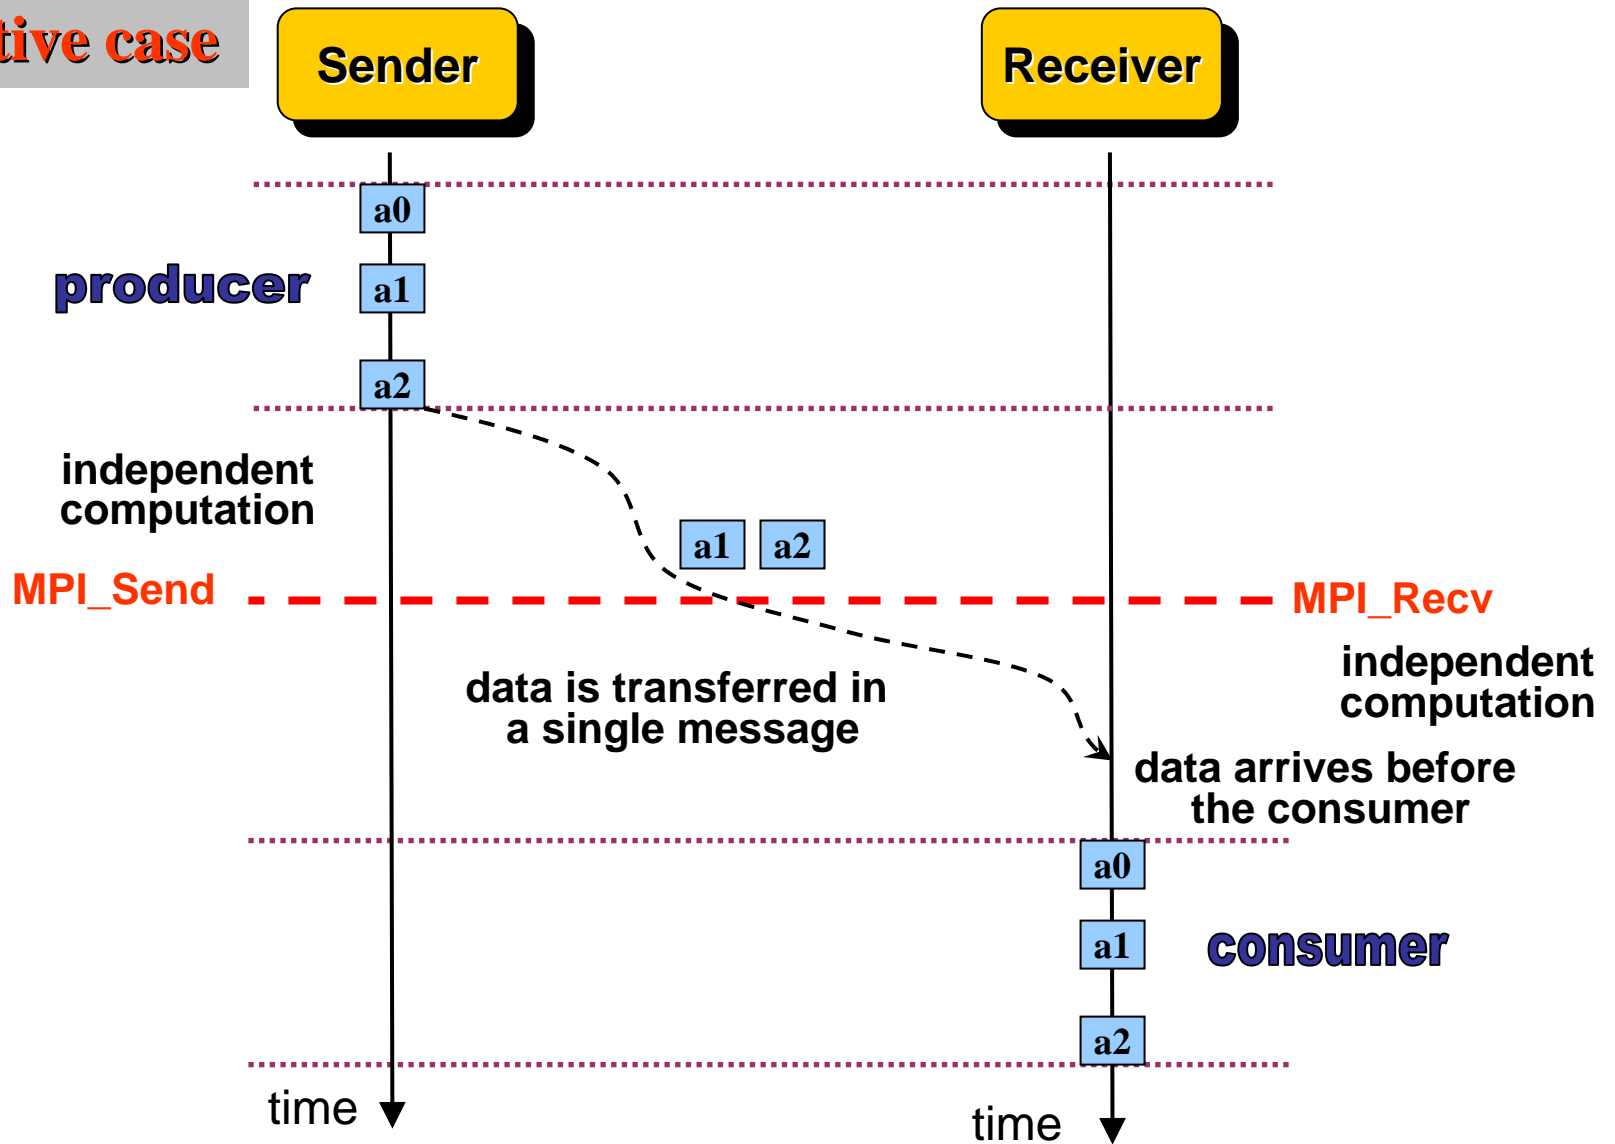 case
Sender
Receiver
a0
producer
a1
a2
independent
computation
a1 a2
MPI_Send
MPI_Recv
independent
computation
data is transferred in
a single message
data arrives before
the consumer
a0
a1
consumer
a2
time
time